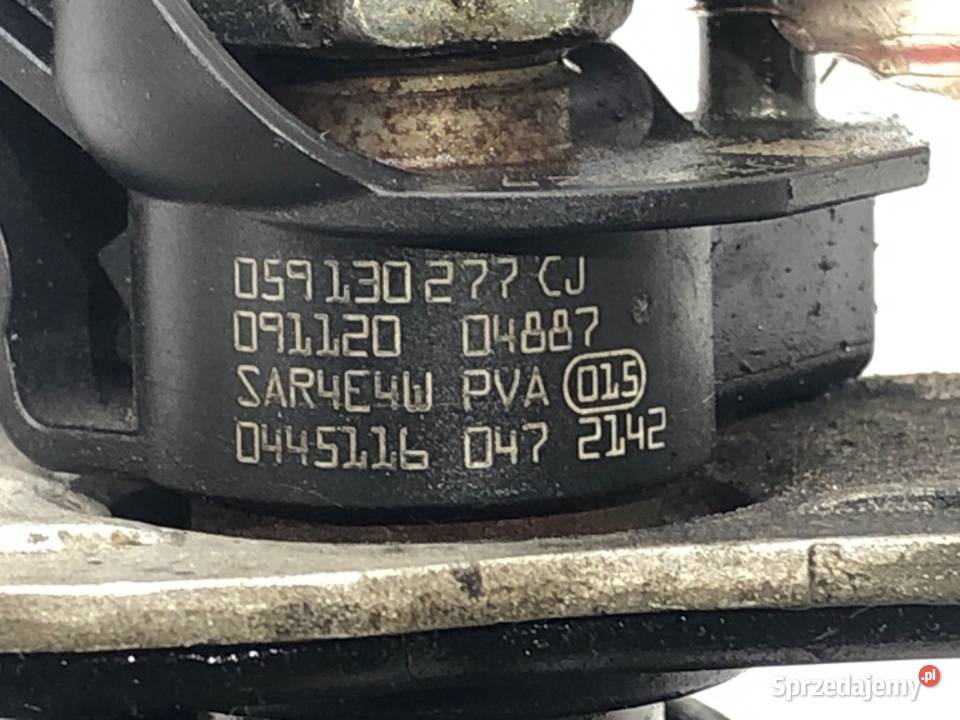 059130277CJ
091120 04887
SAR4E4W PVA 015
0445116 047 2142
Sprzedajemy.pl